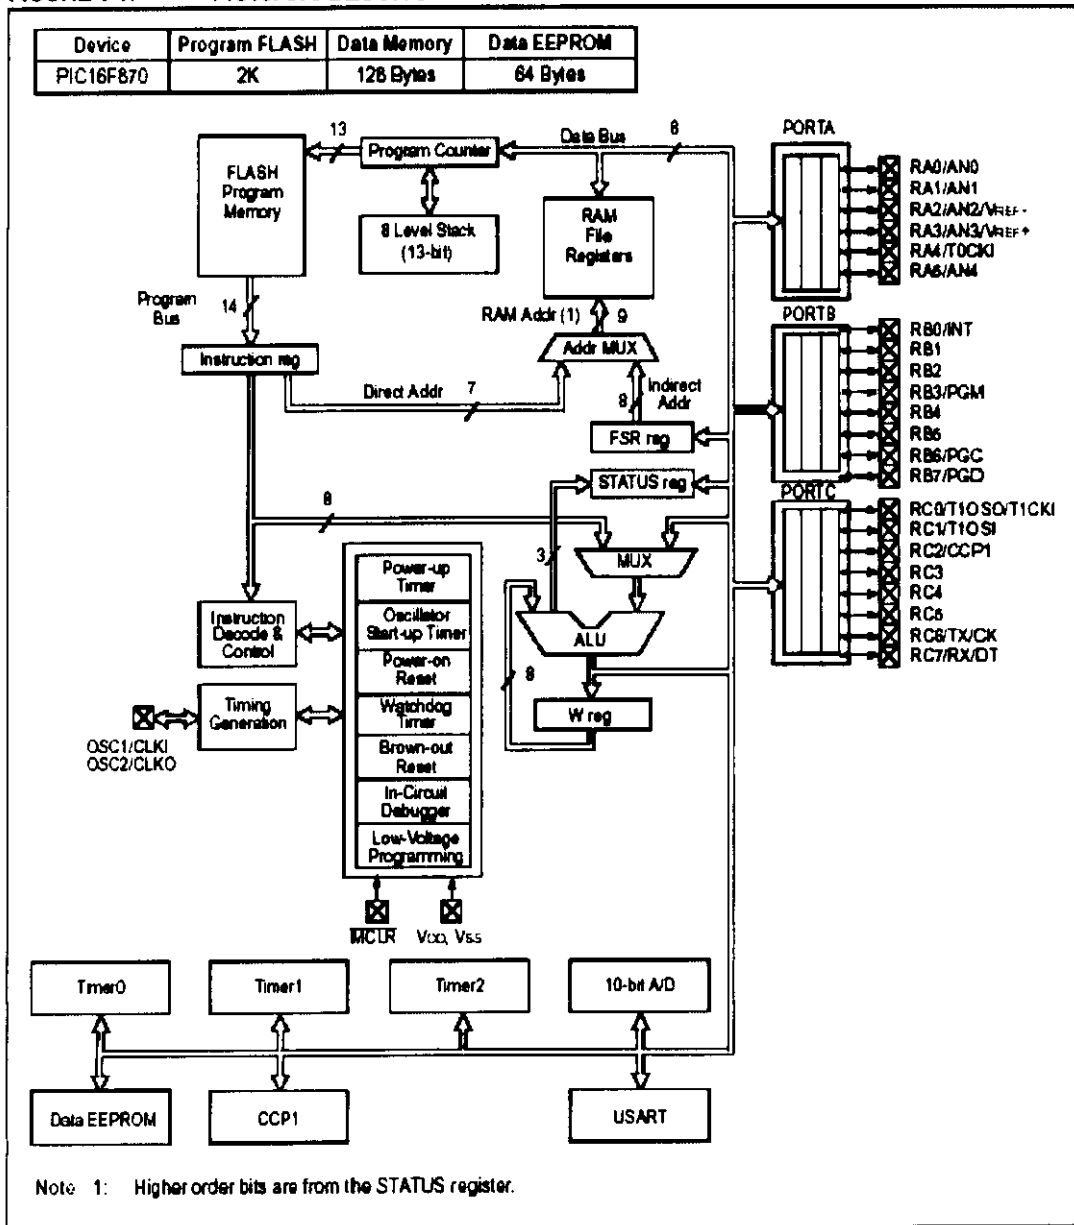 Device Program FLASH Data Memory Data EEPROM
PIC16F870 2K 128 Bytes 64 Bytes
13
Program Counter
Data Bus
8
FLASH
Program
Memory
8 Level Stack
(13-bit)
RAM
File
Registers
Program
Bus
14
RAM Addr (1)
9
Instruction reg
Addr MUX
Direct Addr
7
8
Indirect
Addr
FSR reg
STATUS reg
8
3
MUX
ALU
8
W reg
Power-up
Timer
Oscillator
Start-up Timer
Power-on
Reset
Watchdog
Timer
Brown-out
Reset
In-Circuit
Debugger
Low-Voltage
Programming
Instruction
Decode &
Control
Timing
Generation
OSC1/CLKI
OSC2/CLKO
MCLR
VDD, VSS
PORTA
RA0/AN0
RA1/AN1
RA2/AN2/VREF-
RA3/AN3/VREF+
RA4/T0CKI
RA5/AN4
PORTB
RB0/INT
RB1
RB2
RB3/PGM
RB4
RB5
RB6/PGC
RB7/PGD
PORTC
RC0/T1OSO/T1CKI
RC1/T1OSI
RC2/CCP1
RC3
RC4
RC5
RC6/TX/CK
RC7/RX/DT
Timer0
Timer1
Timer2
10-bit A/D
Data EEPROM
CCP1
USART
Note 1: Higher order bits are from the STATUS register.